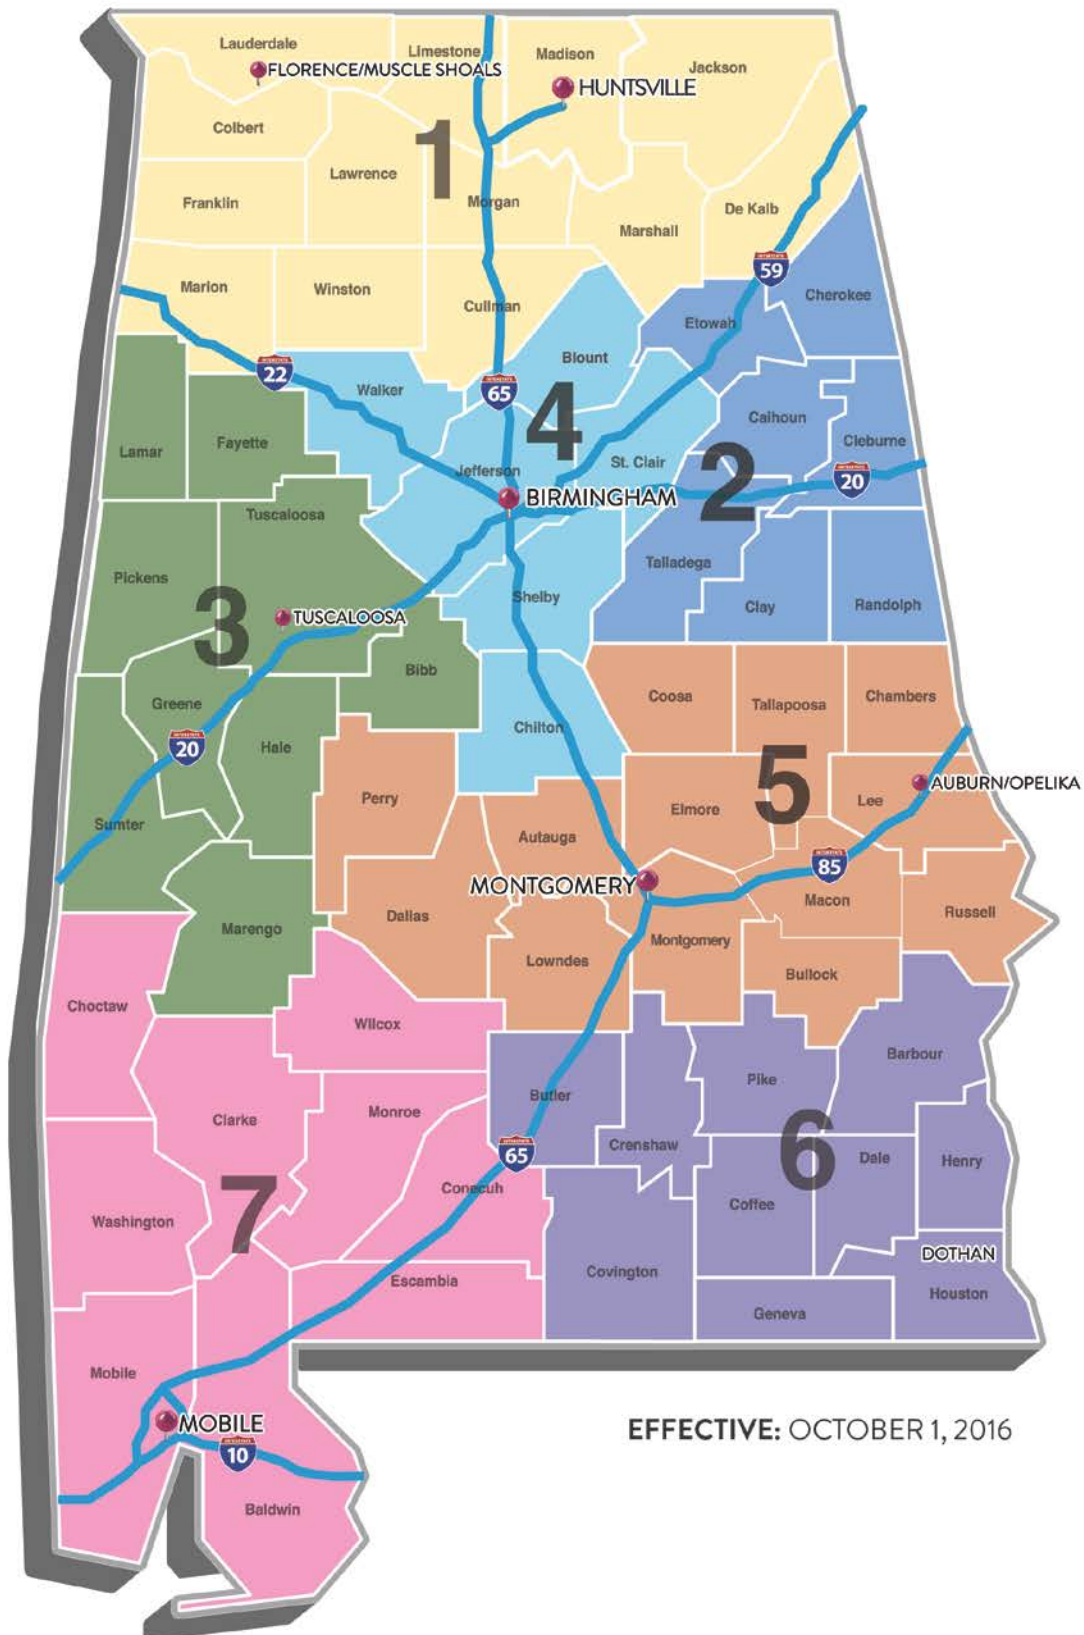 Lauderdale
Limestone
Madison
Jackson
FLORENCE/MUSCLE SHOALS
HUNTSVILLE
Colbert
1
Lawrence
Franklin
Morgan
De Kalb
Marshall
59
Marion
Winston
Cullman
Cherokee
Etowah
22
Walker
65
Blount
4
Calhoun
Lamar
Fayette
Cleburne
Jefferson
St. Clair
2
20
BIRMINGHAM
Tuscaloosa
Pickens
Talladega
3
TUSCALOOSA
Shelby
Clay
Randolph
Bibb
Greene
Coosa
Tallapoosa
Chambers
20
Hale
Chilton
5
AUBURN/OPELIKA
Perry
Elmore
Lee
Sumter
Autauga
85
MONTGOMERY
Macon
Dallas
Russell
Marengo
Montgomery
Lowndes
Bullock
Choctaw
Wilcox
Barbour
Pike
Butler
Clarke
Monroe
Crenshaw
6
65
Dale
Henry
Conecuh
Coffee
7
Washington
DOTHAN
Covington
Escambia
Houston
Geneva
Mobile
MOBILE
10
EFFECTIVE: OCTOBER 1, 2016
Baldwin